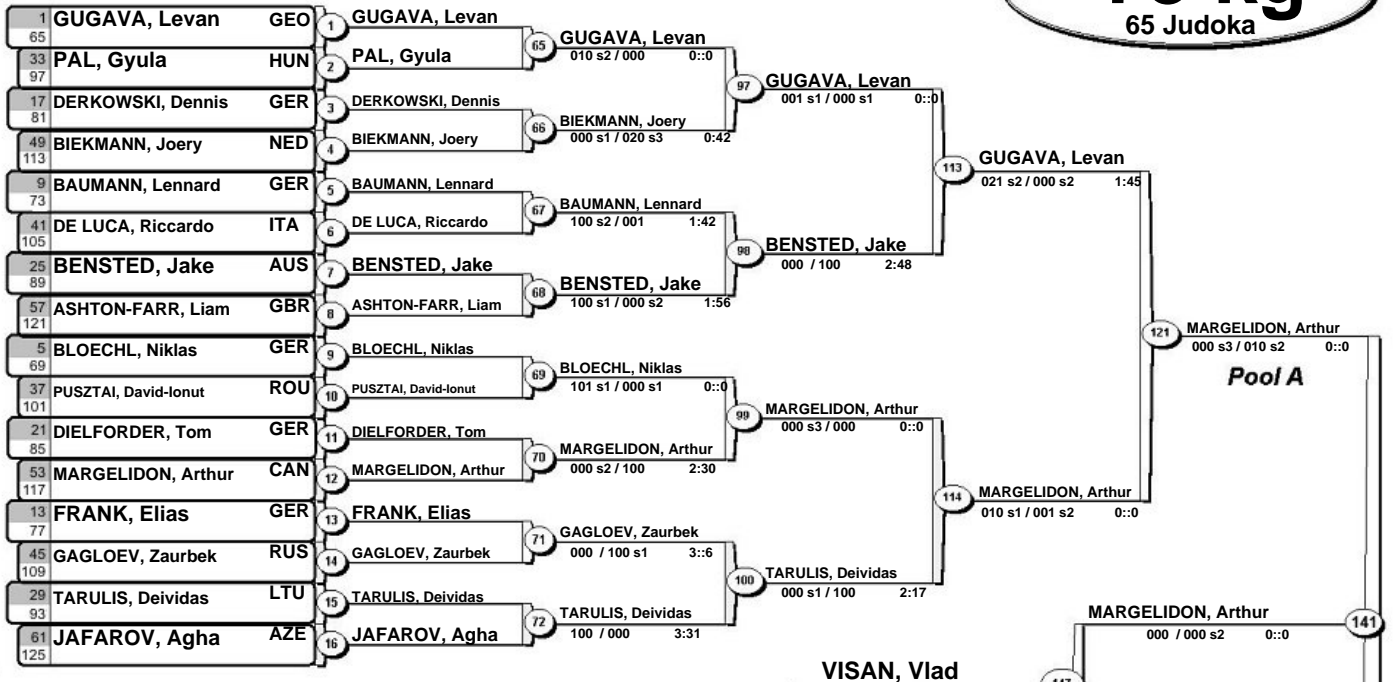 65 Judoka
1 65 GUGAVA, Levan GEO
33 97 PAL, Gyula HUN
17 81 DERKOWSKI, Dennis GER
49 113 BIEKMANN, Joery NED
9 73 BAUMANN, Lennard GER
41 105 DE LUCA, Riccardo ITA
25 89 BENSTED, Jake AUS
57 121 ASHTON-FARR, Liam GBR
5 69 BLOECHL, Niklas GER
37 101 PUSZTAI, David-Ionut ROU
21 85 DIELFORDER, Tom GER
53 117 MARGELIDON, Arthur CAN
13 77 FRANK, Elias GER
45 109 GAGLOEV, Zaurbek RUS
29 93 TARULIS, Deividas LTU
61 125 JAFAROV, Agha AZE
1 GUGAVA, Levan
2 PAL, Gyula
3 DERKOWSKI, Dennis
4 BIEKMANN, Joery
5 BAUMANN, Lennard
6 DE LUCA, Riccardo
7 BENSTED, Jake
8 ASHTON-FARR, Liam
9 BLOECHL, Niklas
10 PUSZTAI, David-Ionut
11 DIELFORDER, Tom
12 MARGELIDON, Arthur
13 FRANK, Elias
14 GAGLOEV, Zaurbek
15 TARULIS, Deividas
16 JAFAROV, Agha
65 GUGAVA, Levan
010 s2 / 000 0::0
66 BIEKMANN, Joery
000 s1 / 020 s3 0:42
67 BAUMANN, Lennard
100 s2 / 001 1:42
68 BENSTED, Jake
100 s1 / 000 s2 1:56
69 BLOECHL, Niklas
101 s1 / 000 s1 0::0
70 MARGELIDON, Arthur
000 s2 / 100 2:30
71 GAGLOEV, Zaurbek
000 / 100 s1 3::6
72 TARULIS, Deividas
100 / 000 3:31
97 GUGAVA, Levan
001 s1 / 000 s1 0::0
98 BENSTED, Jake
000 / 100 2:48
99 MARGELIDON, Arthur
000 s3 / 000 0::0
100 TARULIS, Deividas
000 s1 / 100 2:17
113 GUGAVA, Levan
021 s2 / 000 s2 1:45
114 MARGELIDON, Arthur
010 s1 / 001 s2 0::0
121 MARGELIDON, Arthur
000 s3 / 010 s2 0::0
Pool A
MARGELIDON, Arthur 141
000 / 000 s2 0::0
VISAN, Vlad